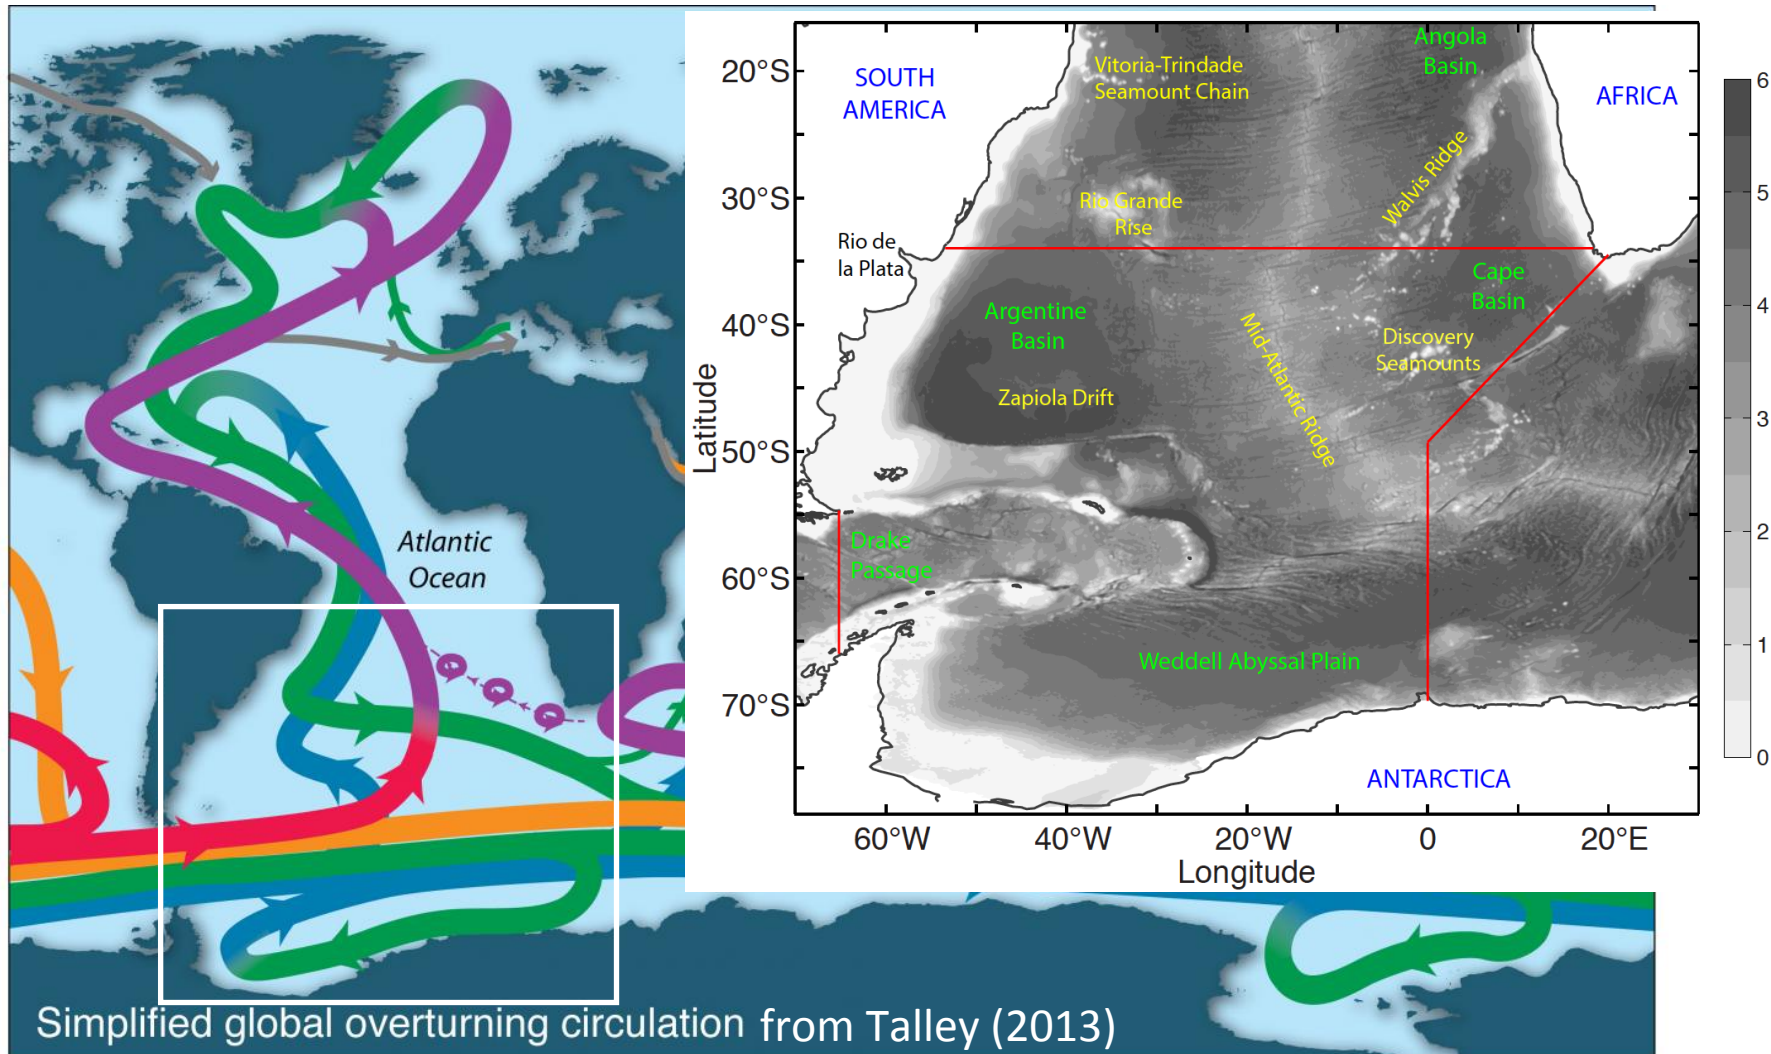 SOUTH
AMERICA
Vitoria-Trindade
Seamount Chain
Angola
Basin
AFRICA
Rio Grande
Rise
Walvis Ridge
Rio de
la Plata
Argentine
Basin
Cape
Basin
Zapiola Drift
Mid-Atlantic Ridge
Discovery
Seamounts
Drake
Passage
Weddell Abyssal Plain
ANTARCTICA
20°S
30°S
40°S
50°S
60°S
70°S
Latitude
60°W
40°W
20°W
0
20°E
Longitude
6
5
4
3
2
1
0
Atlantic
Ocean
Simplified global overturning circulation from Talley (2013)